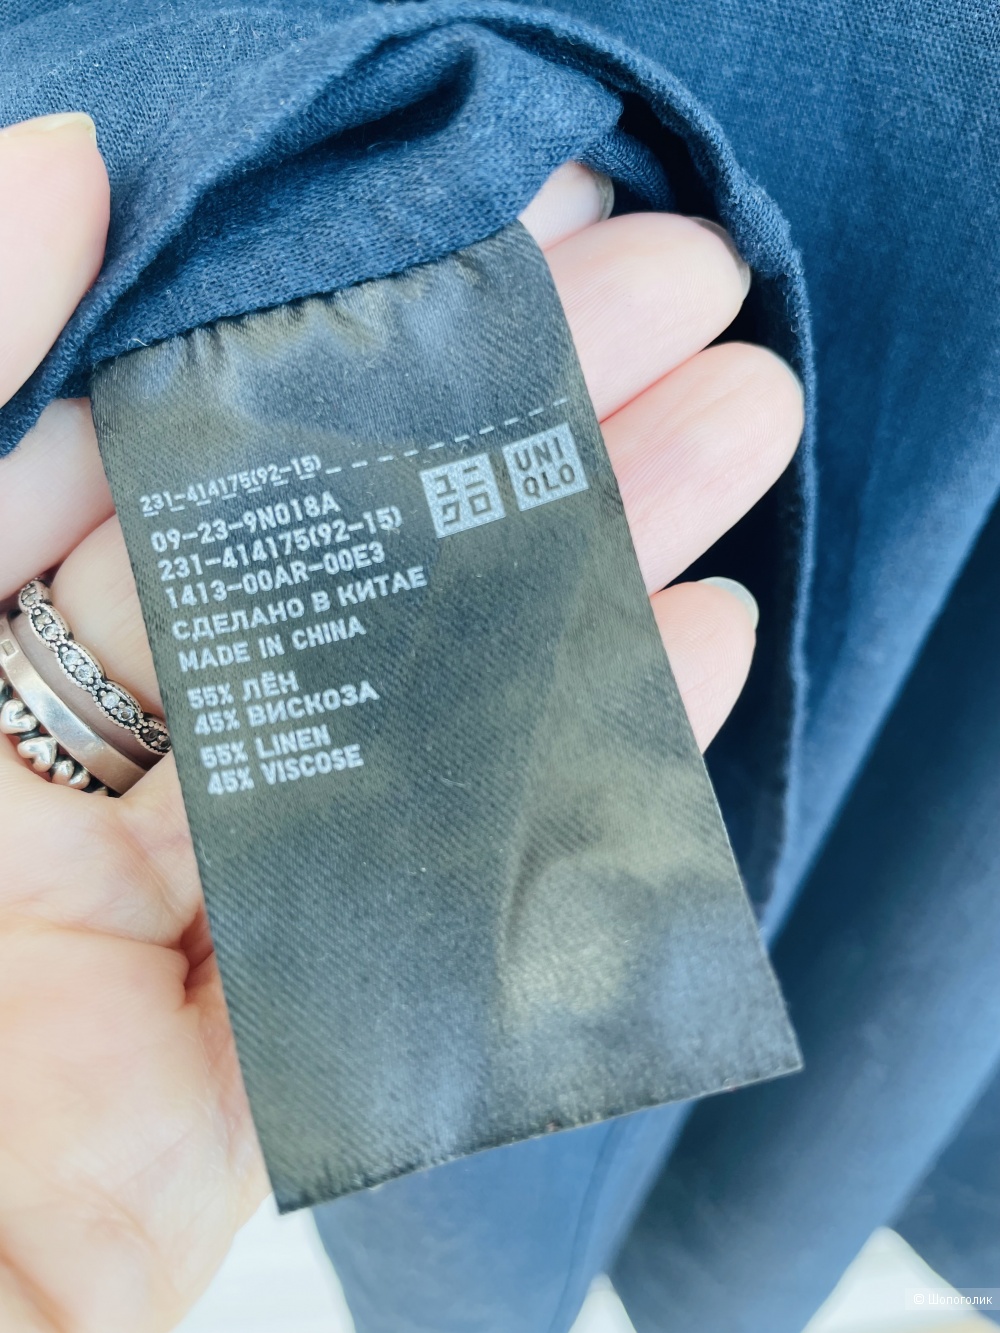 231-414175(92-15)
09-23-9N018A
231-414175(92-15)
1413-00AR-00E3
СДЕЛАНО В КИТАЕ
MADE IN CHINA
55% ЛЁН
45% ВИСКОЗА
55% LINEN
45% VISCOSE
ユニ
クロ
UNI
QLO
© Шопоголик